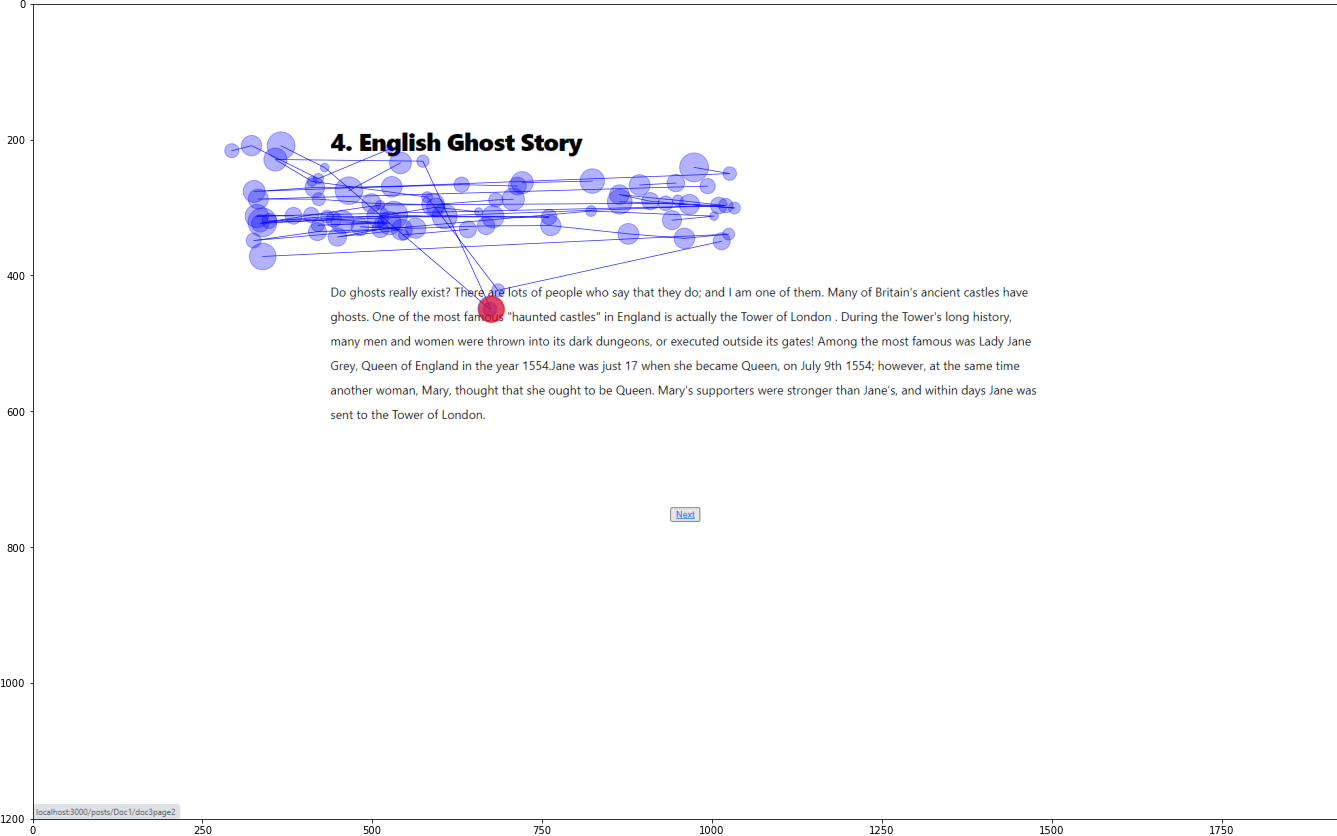 0
200
400
600
800
1000
1200
4. English Ghost Story
Do ghosts really exist? There are lots of people who say that they do; and I am one of them. Many of Britain's ancient castles have
ghosts. One of the most famous "haunted castles" in England is actually the Tower of London . During the Tower's long history,
many men and women were thrown into its dark dungeons, or executed outside its gates! Among the most famous was Lady Jane
Grey, Queen of England in the year 1554.Jane was just 17 when she became Queen, on July 9th 1554; however, at the same time
another woman, Mary, thought that she ought to be Queen. Mary's supporters were stronger than Jane's, and within days Jane was
sent to the Tower of London.
Next
localhost:3000/posts/Doc1/doc3page2
0 250 500 750 1000 1250 1500 1750